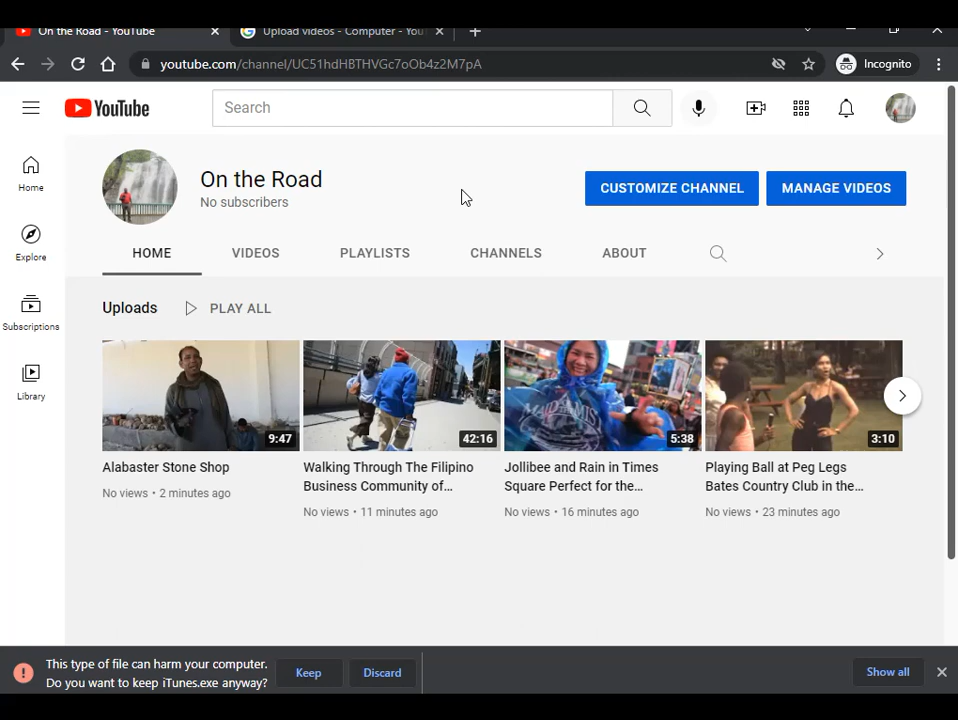 On the Road - YouTube
Upload videos - Computer - You
youtube.com/channel/UC51hdHBTHVGc7oOb4z2M7pA
Incognito
YouTube
Search
Home
On the Road
No subscribers
CUSTOMIZE CHANNEL
MANAGE VIDEOS
Explore
HOME
VIDEOS
PLAYLISTS
CHANNELS
ABOUT
Subscriptions
Uploads
PLAY ALL
Library
9:47
42:16
5:38
3:10
Alabaster Stone Shop
No views • 2 minutes ago
Walking Through The Filipino
Business Community of...
No views • 11 minutes ago
Jollibee and Rain in Times
Square Perfect for the...
No views • 16 minutes ago
Playing Ball at Peg Legs
Bates Country Club in the...
No views • 23 minutes ago
This type of file can harm your computer.
Do you want to keep iTunes.exe anyway?
Keep
Discard
Show all